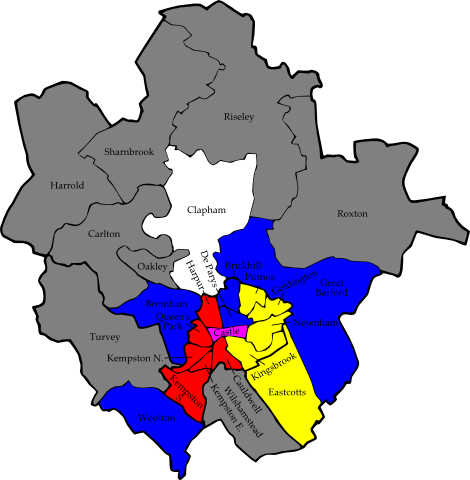 Riseley
Sharnbrook
Harrold
Clapham
Roxton
Carlton
Oakley
De Parys
Harpur
Brickhill
Putnoe
Goldington
Great
Barford
Bromham
Queen's
Park
Newnham
Castle
Turvey
Kempston N.
Kingsbrook
Kempston
Eastcotts
Cauldwell
Wilshamstead
Kempston E.
Wootton